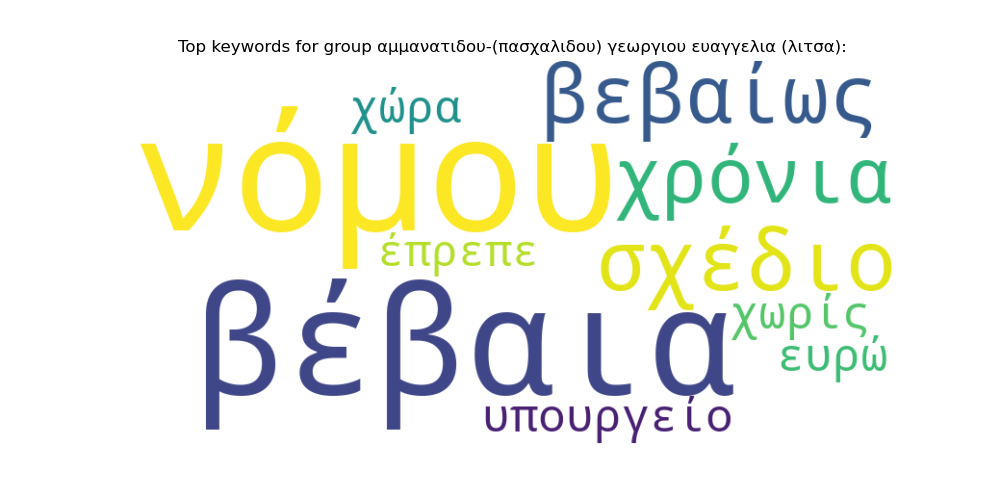 Top keywords for group αμμανατιδου-(πασχαλιδου) γεωργιου ευαγγελια (λιτσα):
βεβαίως
χώρα
νόμου
χρόνια
έπρεπε
σχέδιο
βέβαια
χωρίς
ευρώ
υπουργείο